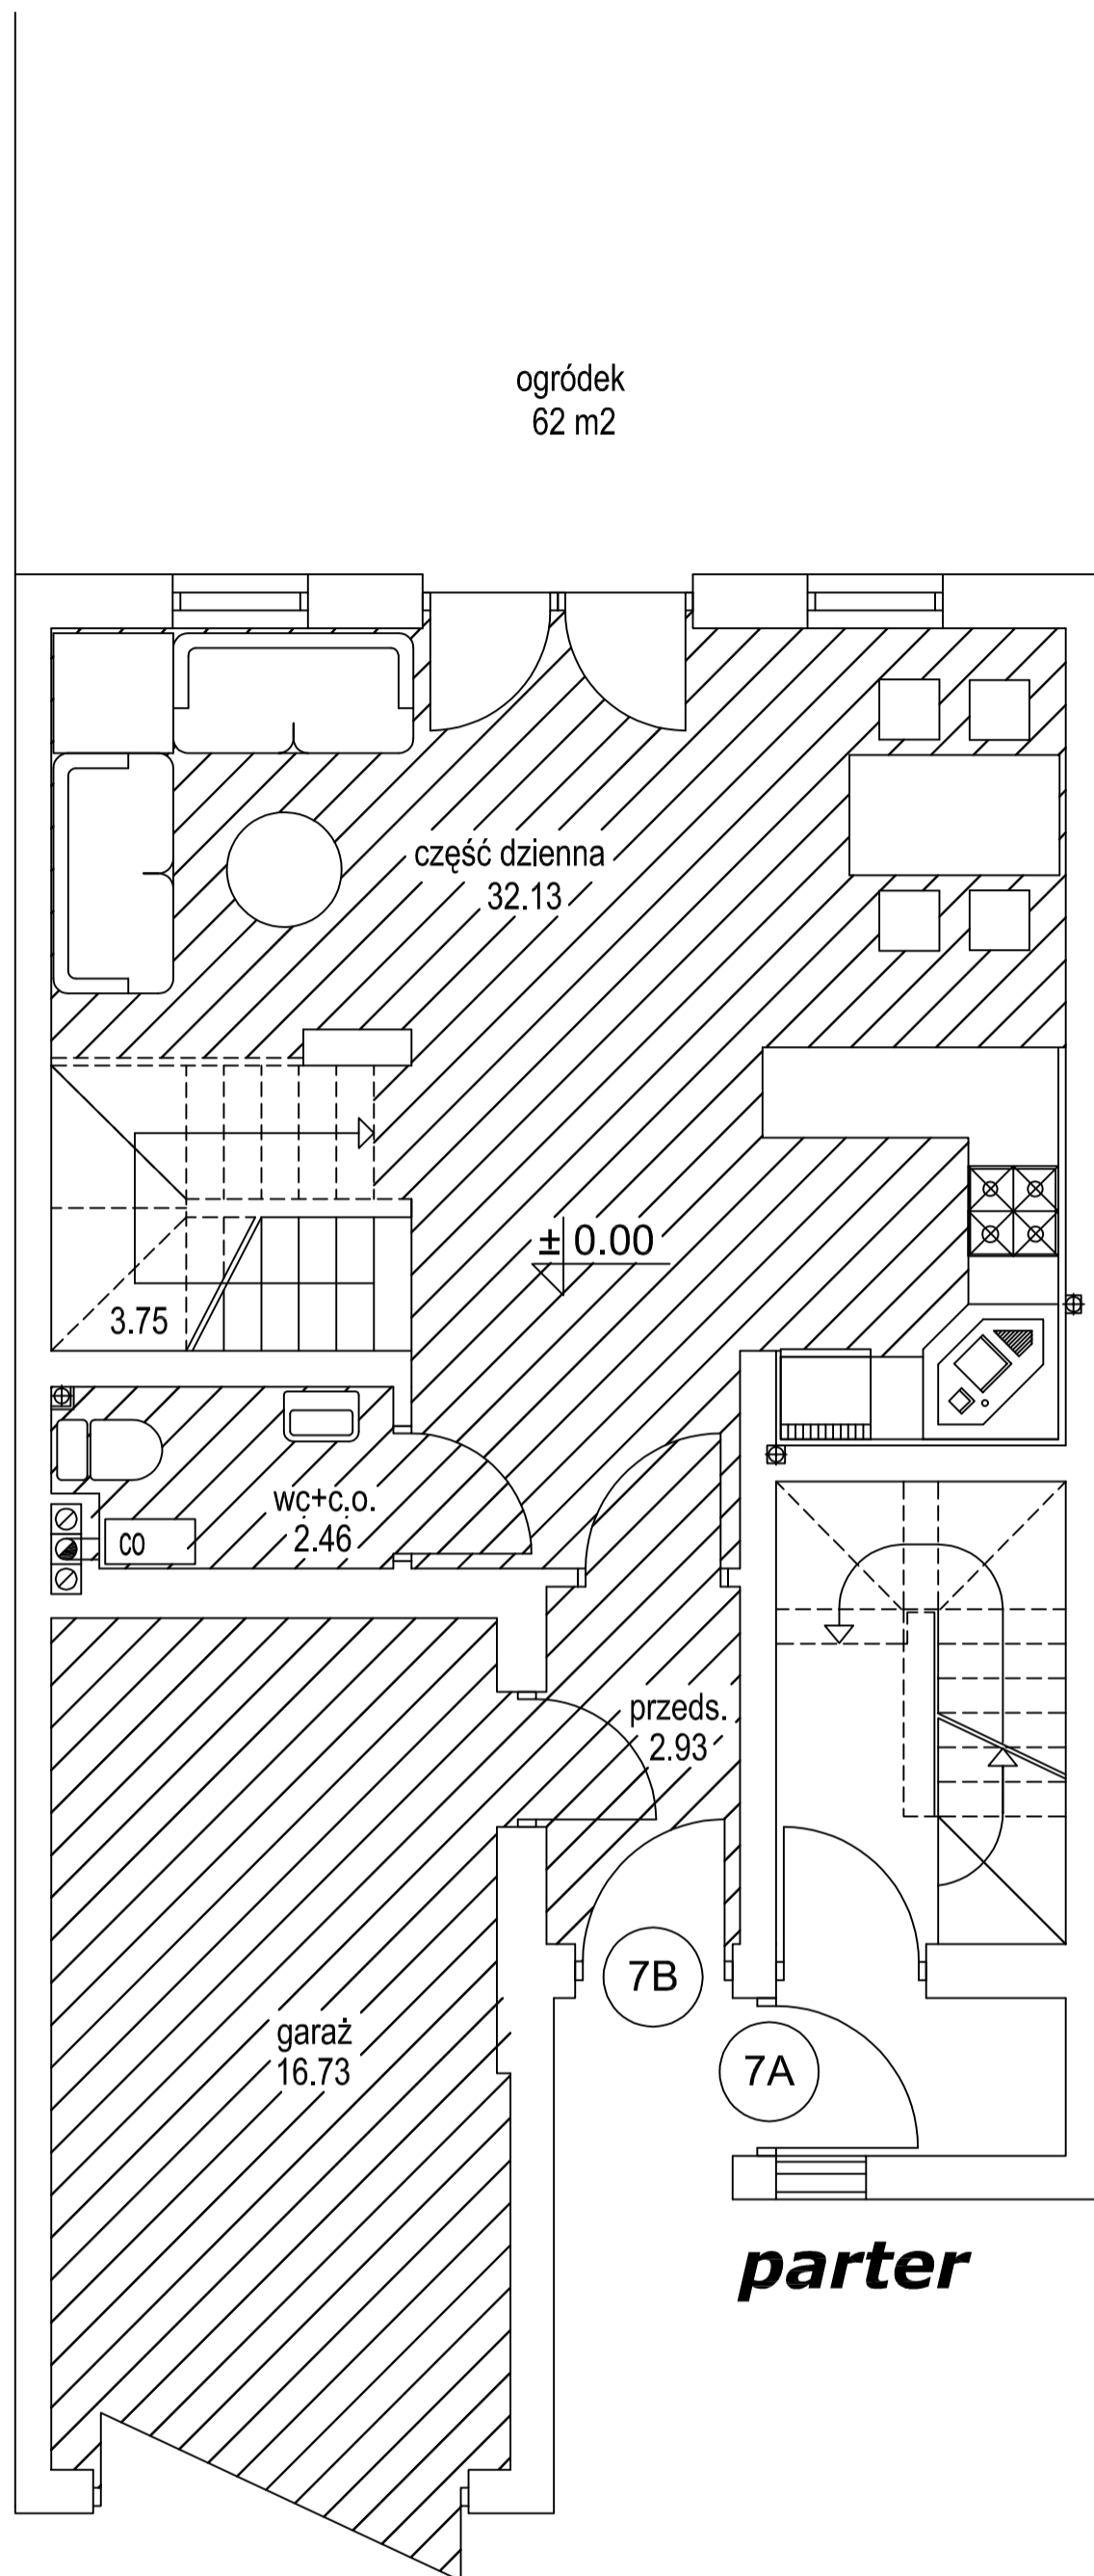 ogródek
62 m2
część dzienna
32.13
± 0.00
3.75
wc+c.o.
2.46
co
przeds.
2.93
7B
garaż
16.73
7A
parter